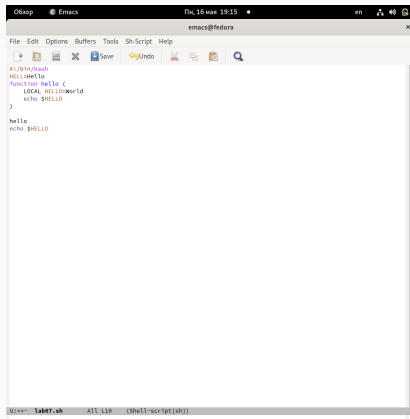 Обзор Emacs Пн, 16 мая 19:15 en
emacs@fedora ×
File Edit Options Buffers Tools Sh-Script Help
Save Undo
#!/bin/bash
HELL=Hello
function hello {
LOCAL HELLO=World
echo $HELLO
}
hello
echo $HELLO
U:**- lab07.sh All L10 (Shell-script[sh])